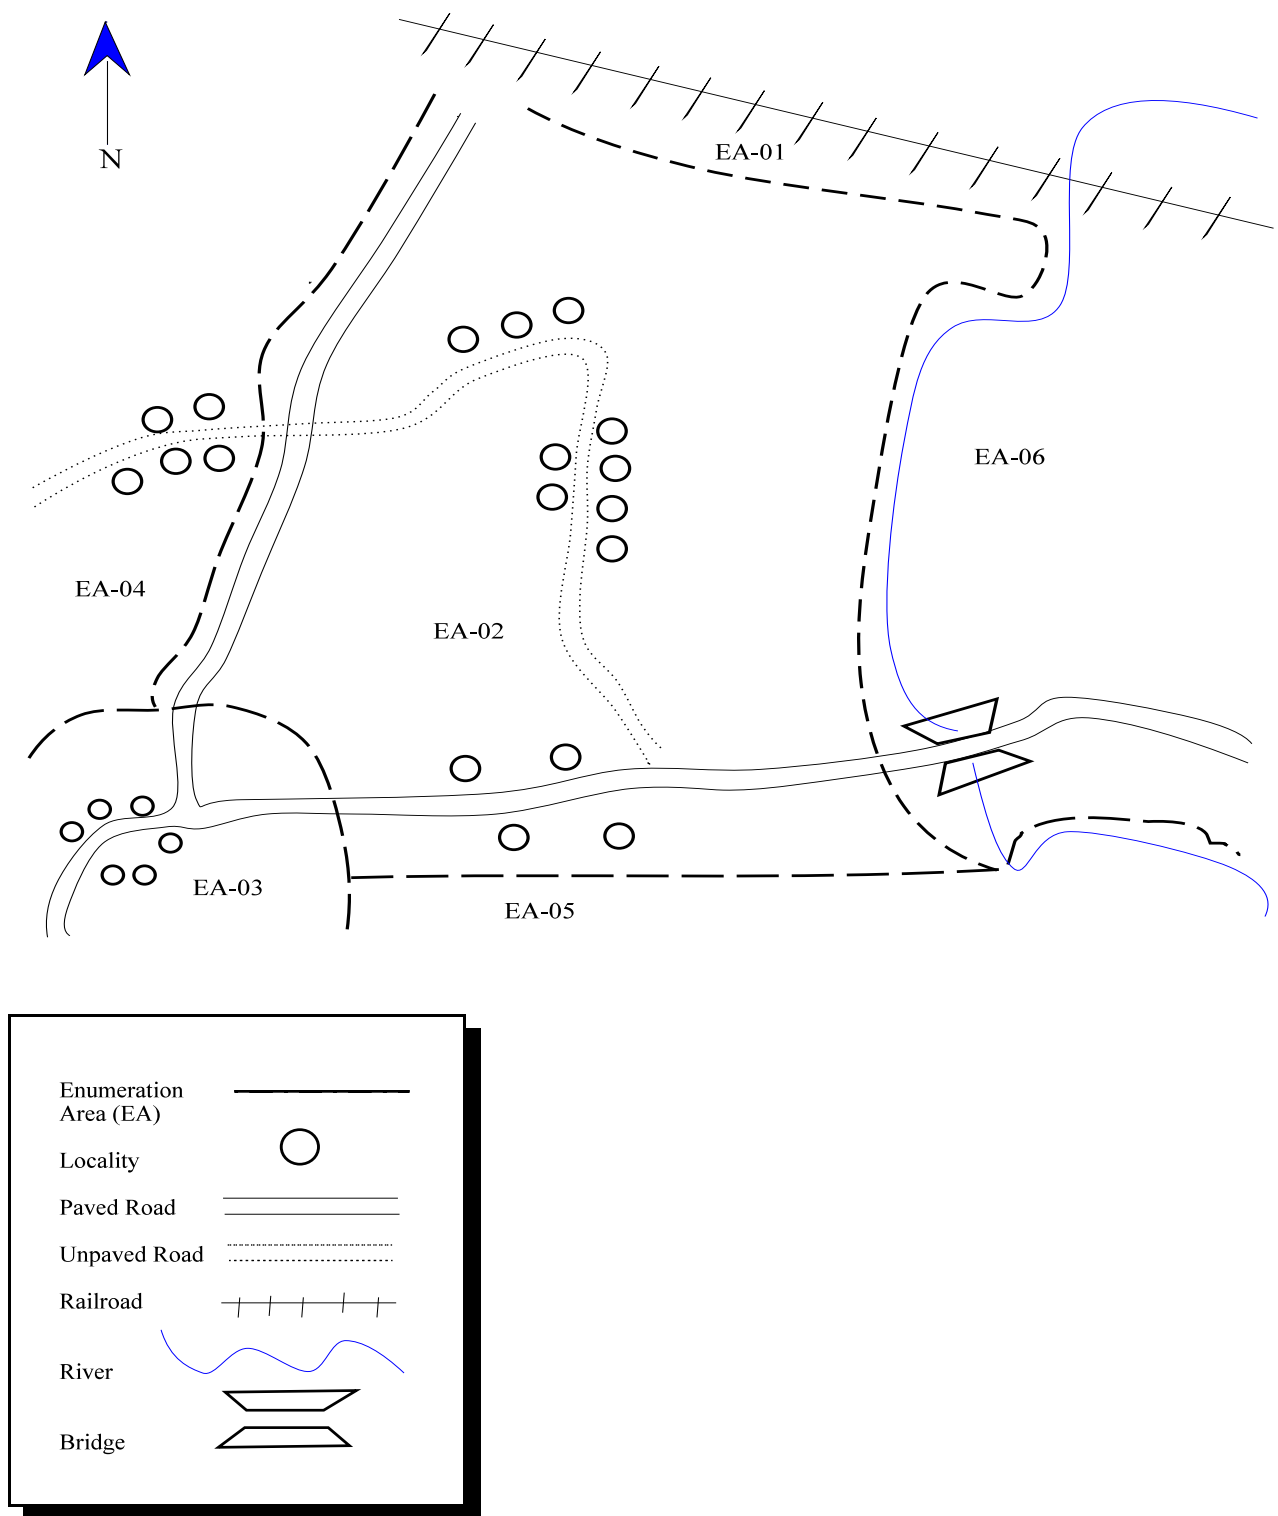 N
EA-01
EA-06
EA-04
EA-02
EA-03
EA-05
Enumeration
Area (EA)
Locality
Paved Road
Unpaved Road
Railroad
River
Bridge